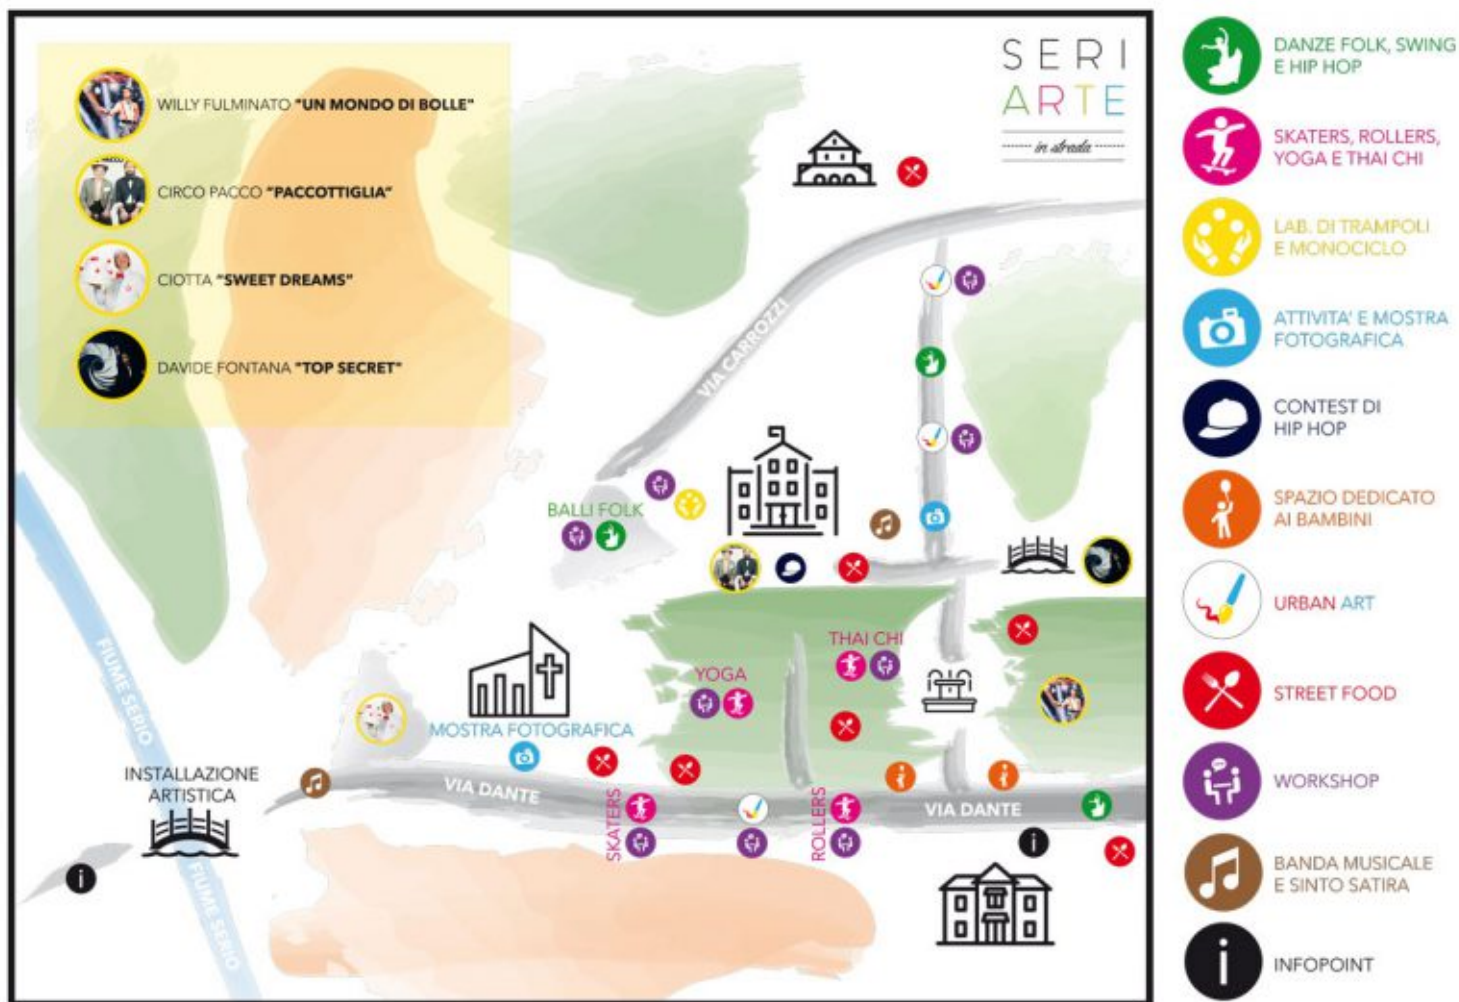 WILLY FULMINATO "UN MONDO DI BOLLE"
CIRCO PACCO "PACCOTTIGLIA"
CIOTTA "SWEET DREAMS"
DAVIDE FONTANA "TOP SECRET"
SERI
ARTE
in strada
VIA CARROZZI
BALLI FOLK
THAI CHI
YOGA
MOSTRA FOTOGRAFICA
FIUME SERIO
INSTALLAZIONE
ARTISTICA
VIA DANTE
SKATERS
ROLLERS
VIA DANTE
FIUME SERIO
DANZE FOLK, SWING
E HIP HOP
SKATERS, ROLLERS,
YOGA E THAI CHI
LAB. DI TRAMPOLI
E MONOCICLO
ATTIVITA' E MOSTRA
FOTOGRAFICA
CONTEST DI
HIP HOP
SPAZIO DEDICATO
AI BAMBINI
URBAN ART
STREET FOOD
WORKSHOP
BANDA MUSICALE
E SINTO SATIRA
INFOPOINT